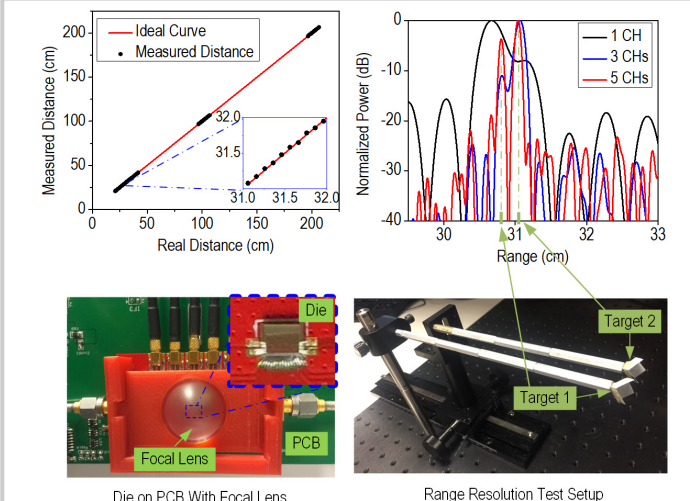 Measured Distance (cm)
200
150
100
50
0
0 50 100 150 200
Real Distance (cm)
Ideal Curve
Measured Distance
32.0
31.5
31.0 31.5 32.0
Normalized Power (dB)
0
-10
-20
-30
-40
30 31 32 33
Range (cm)
1 CH
3 CHs
5 CHs
Die
Focal Lens
PCB
Die on PCB With Focal Lens
Target 2
Target 1
Range Resolution Test Setup